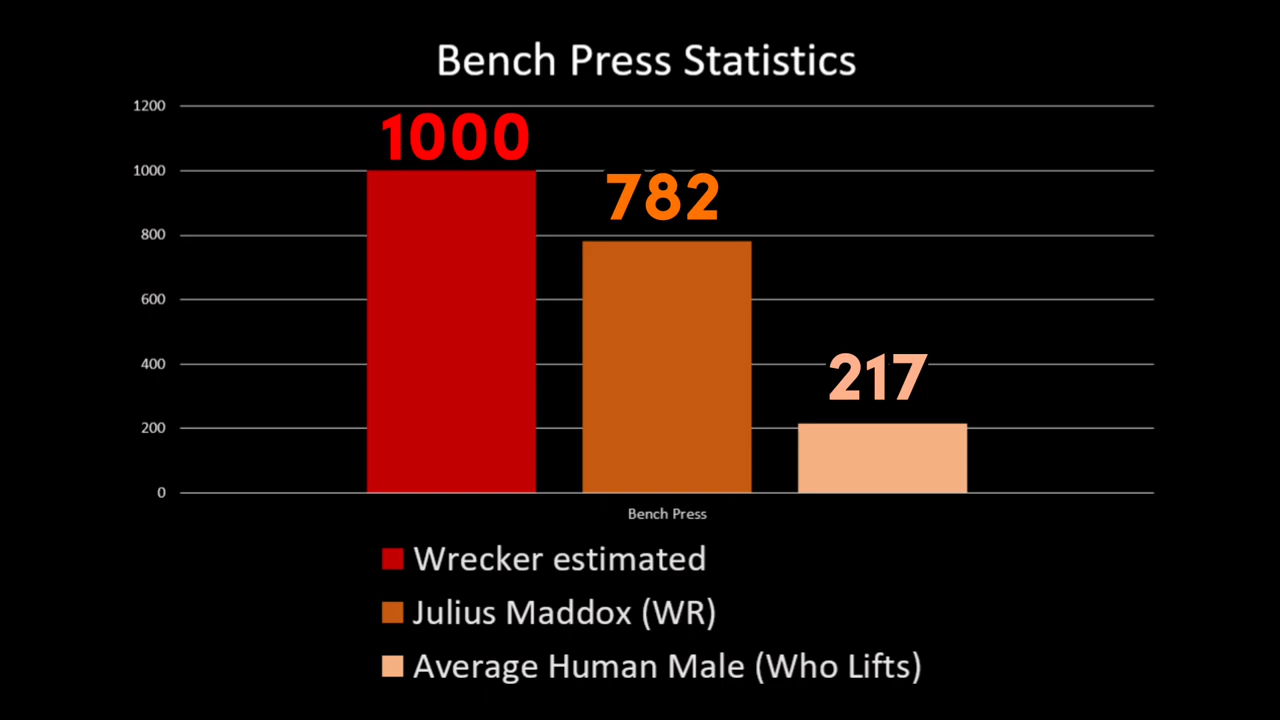 Bench Press Statistics
1200
1000
1000
782
800
600
400
217
200
0
Bench Press
Wrecker estimated
Julius Maddox (WR)
Average Human Male (Who Lifts)